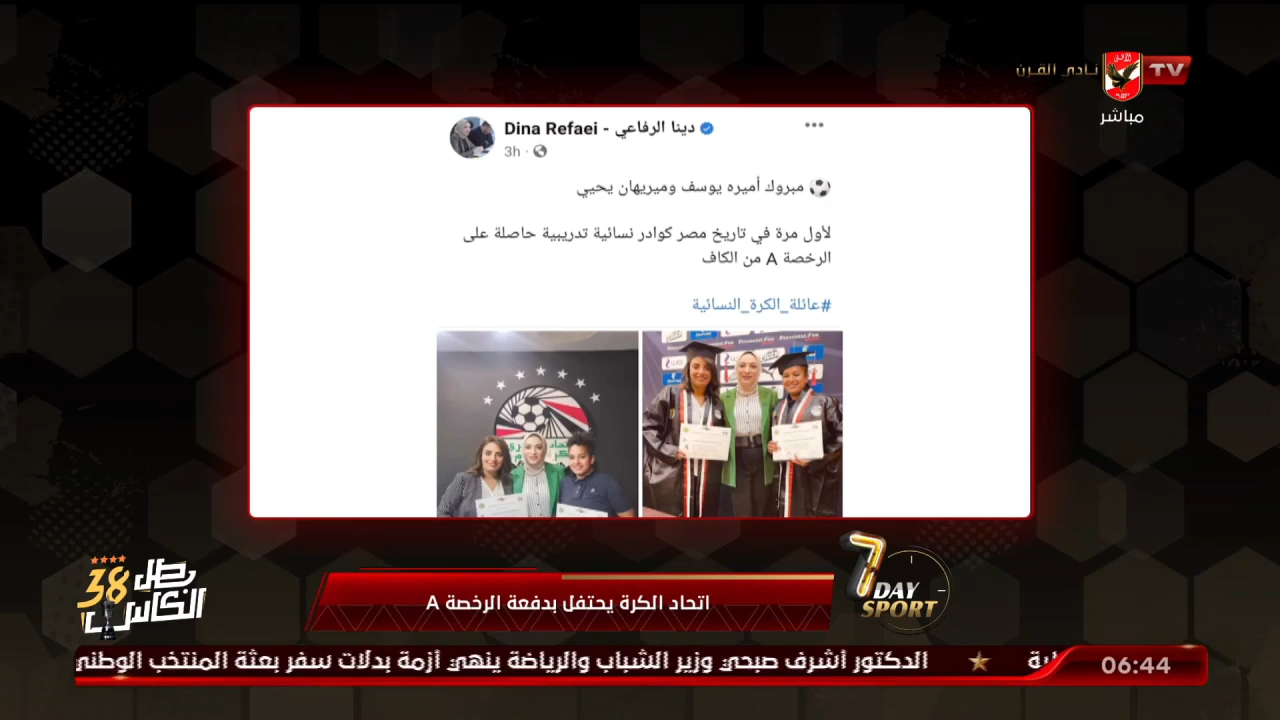 نادي القرن
TV
مباشر
Dina Refaei - دينا الرفاعي
3h
مبروك أميره يوسف وميريهان يحيي
لأول مرة في تاريخ مصر كوادر نسائية تدريبية حاصلة على
الرخصة A من الكاف
#عائلة_الكرة_النسائية
اتحاد الكرة يحتفل بدفعة الرخصة A
7
DAY
SPORT
بطل
الكاس
38
الدكتور أشرف صبحي وزير الشباب والرياضة ينهي أزمة بدلات سفر بعثة المنتخب الوطني
06:44